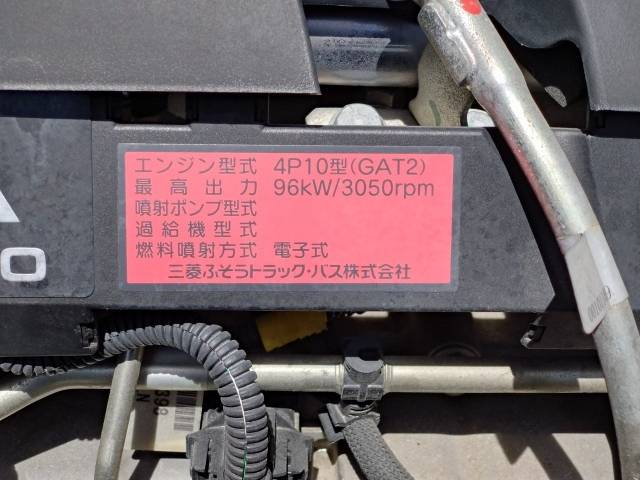 エンジン型式 4P10型(GAT2)
最高出力 96kW/3050rpm
噴射ポンプ型式
過給機型式
燃料噴射方式 電子式
三菱ふそうトラック・バス株式会社